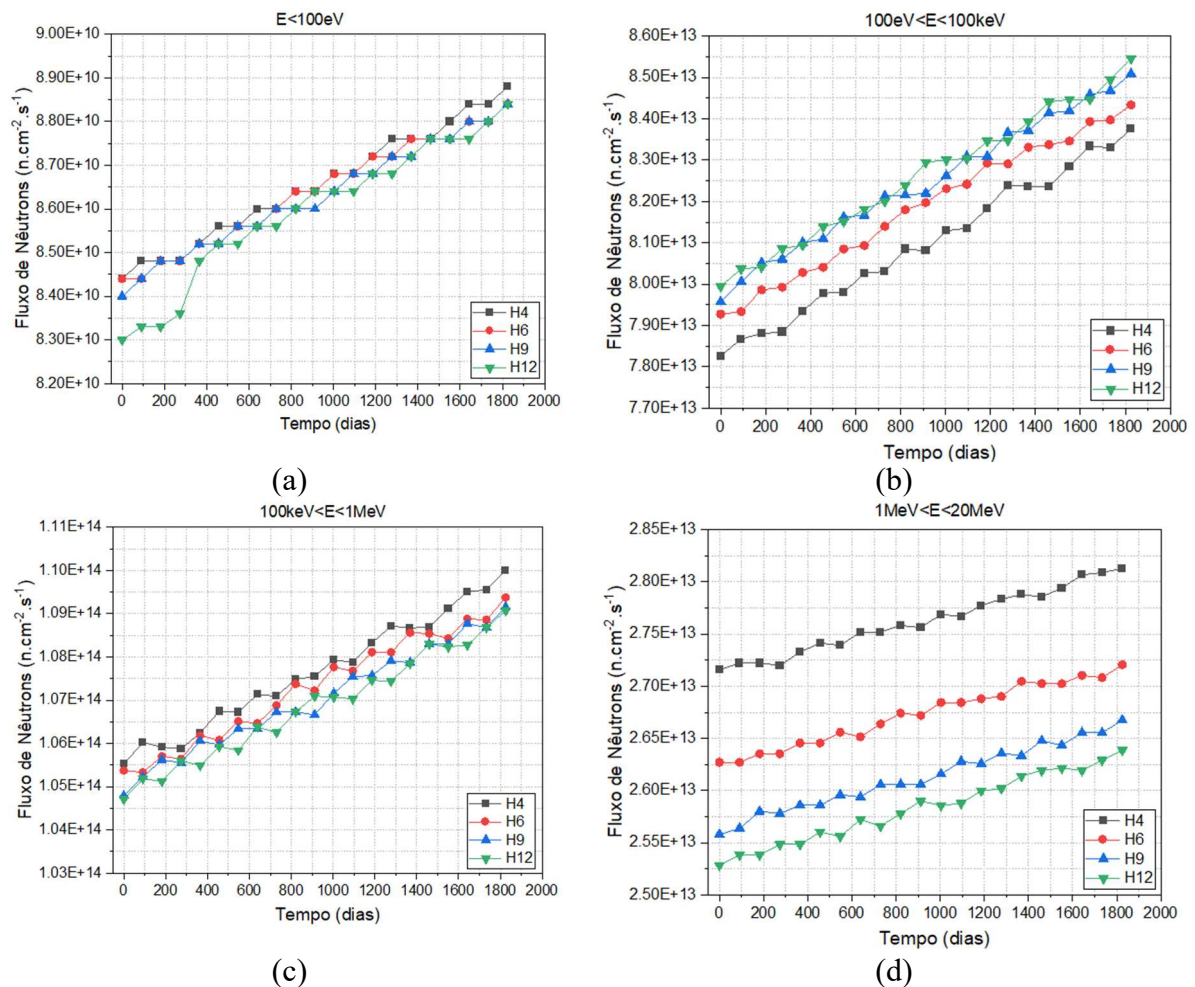 E<100eV
Fluxo de Nêutrons (n.cm-2.s-1)
9.00E+10
8.90E+10
8.80E+10
8.70E+10
8.60E+10
8.50E+10
8.40E+10
8.30E+10
8.20E+10
H4
H6
H9
H12
0 200 400 600 800 1000 1200 1400 1600 1800 2000
Tempo (dias)
(a)
100eV<E<100keV
Fluxo de Nêutrons (n.cm-2.s-1)
8.60E+13
8.50E+13
8.40E+13
8.30E+13
8.20E+13
8.10E+13
8.00E+13
7.90E+13
7.80E+13
7.70E+13
H4
H6
H9
H12
0 200 400 600 800 1000 1200 1400 1600 1800 2000
Tempo (dias)
(b)
100keV<E<1MeV
Fluxo de Nêutrons (n.cm-2.s-1)
1.11E+14
1.10E+14
1.09E+14
1.08E+14
1.07E+14
1.06E+14
1.05E+14
1.04E+14
1.03E+14
H4
H6
H9
H12
0 200 400 600 800 1000 1200 1400 1600 1800 2000
Tempo (dias)
(c)
1MeV<E<20MeV
Fluxo de Nêutrons (n.cm-2.s-1)
2.85E+13
2.80E+13
2.75E+13
2.70E+13
2.65E+13
2.60E+13
2.55E+13
2.50E+13
H4
H6
H9
H12
0 200 400 600 800 1000 1200 1400 1600 1800 2000
Tempo (dias)
(d)